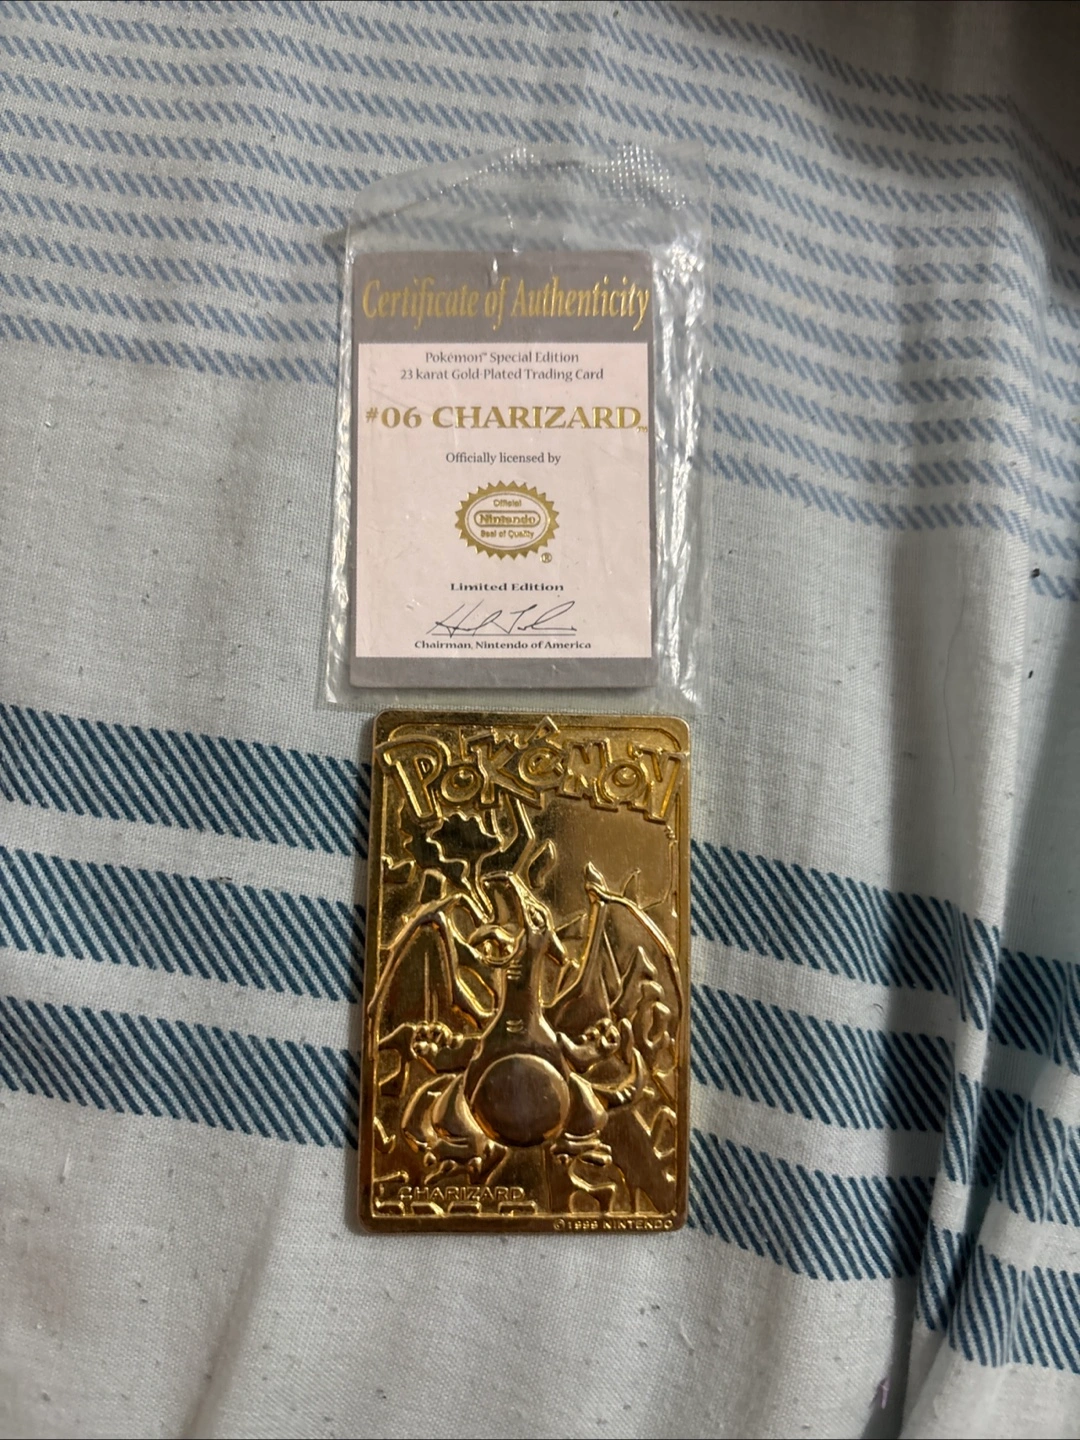 Certificate of Authenticity
Pokémon™ Special Edition
23 karat Gold-Plated Trading Card
#06 CHARIZARD™
Officially licensed by
Official
Nintendo
Seal of Quality
®
Limited Edition
Chairman, Nintendo of America
POKéMON
CHARIZARD
©1999 NINTENDO